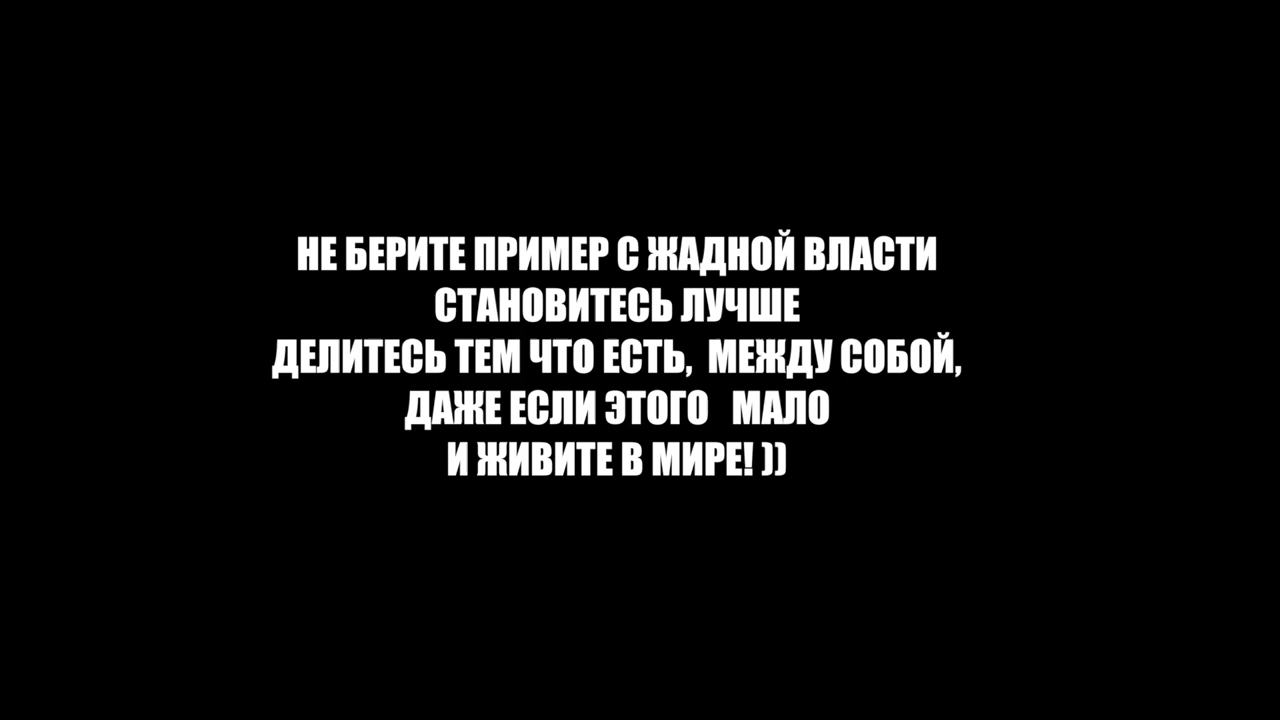 НЕ БЕРИТЕ ПРИМЕР С ЖАДНОЙ ВЛАСТИ
СТАНОВИТЕСЬ ЛУЧШЕ
ДЕЛИТЕСЬ ТЕМ ЧТО ЕСТЬ,  МЕЖДУ СОБОЙ,
ДАЖЕ ЕСЛИ ЭТОГО   МАЛО
И ЖИВИТЕ В МИРЕ! ))